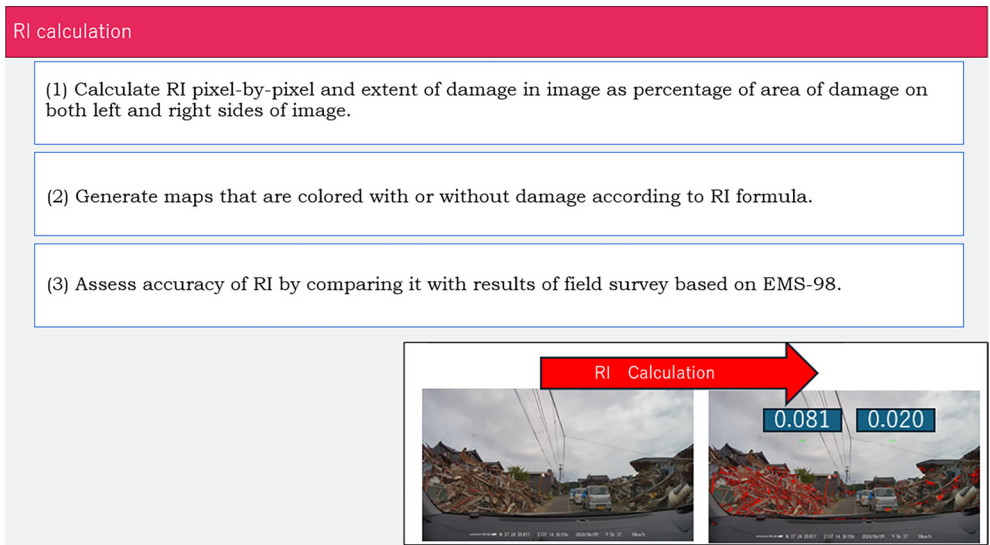 RI calculation
(1) Calculate RI pixel-by-pixel and extent of damage in image as percentage of area of damage on
both left and right sides of image.
(2) Generate maps that are colored with or without damage according to RI formula.
(3) Assess accuracy of RI by comparing it with results of field survey based on EMS-98.
RI Calculation
0.081 0.020